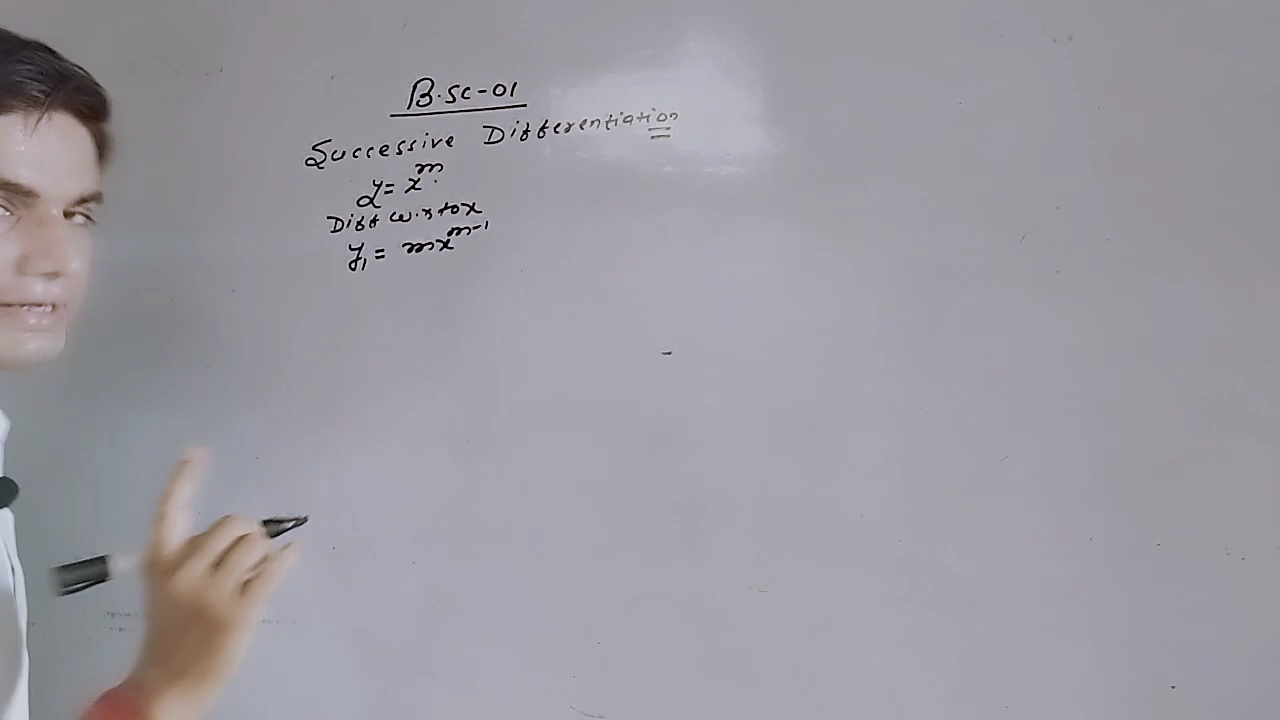 B.Sc-01
Successive Differentiation
y = x^m.
Diff w.r to x
y₁ = mx^{m-1}